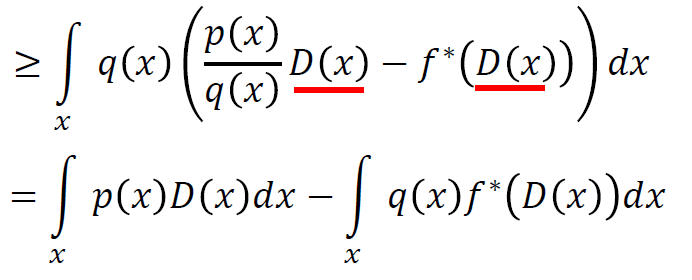 ≥ ∫_x q(x) ( p(x)/q(x) D(x) − f*(D(x)) ) dx
= ∫_x p(x)D(x)dx − ∫_x q(x)f*(D(x))dx